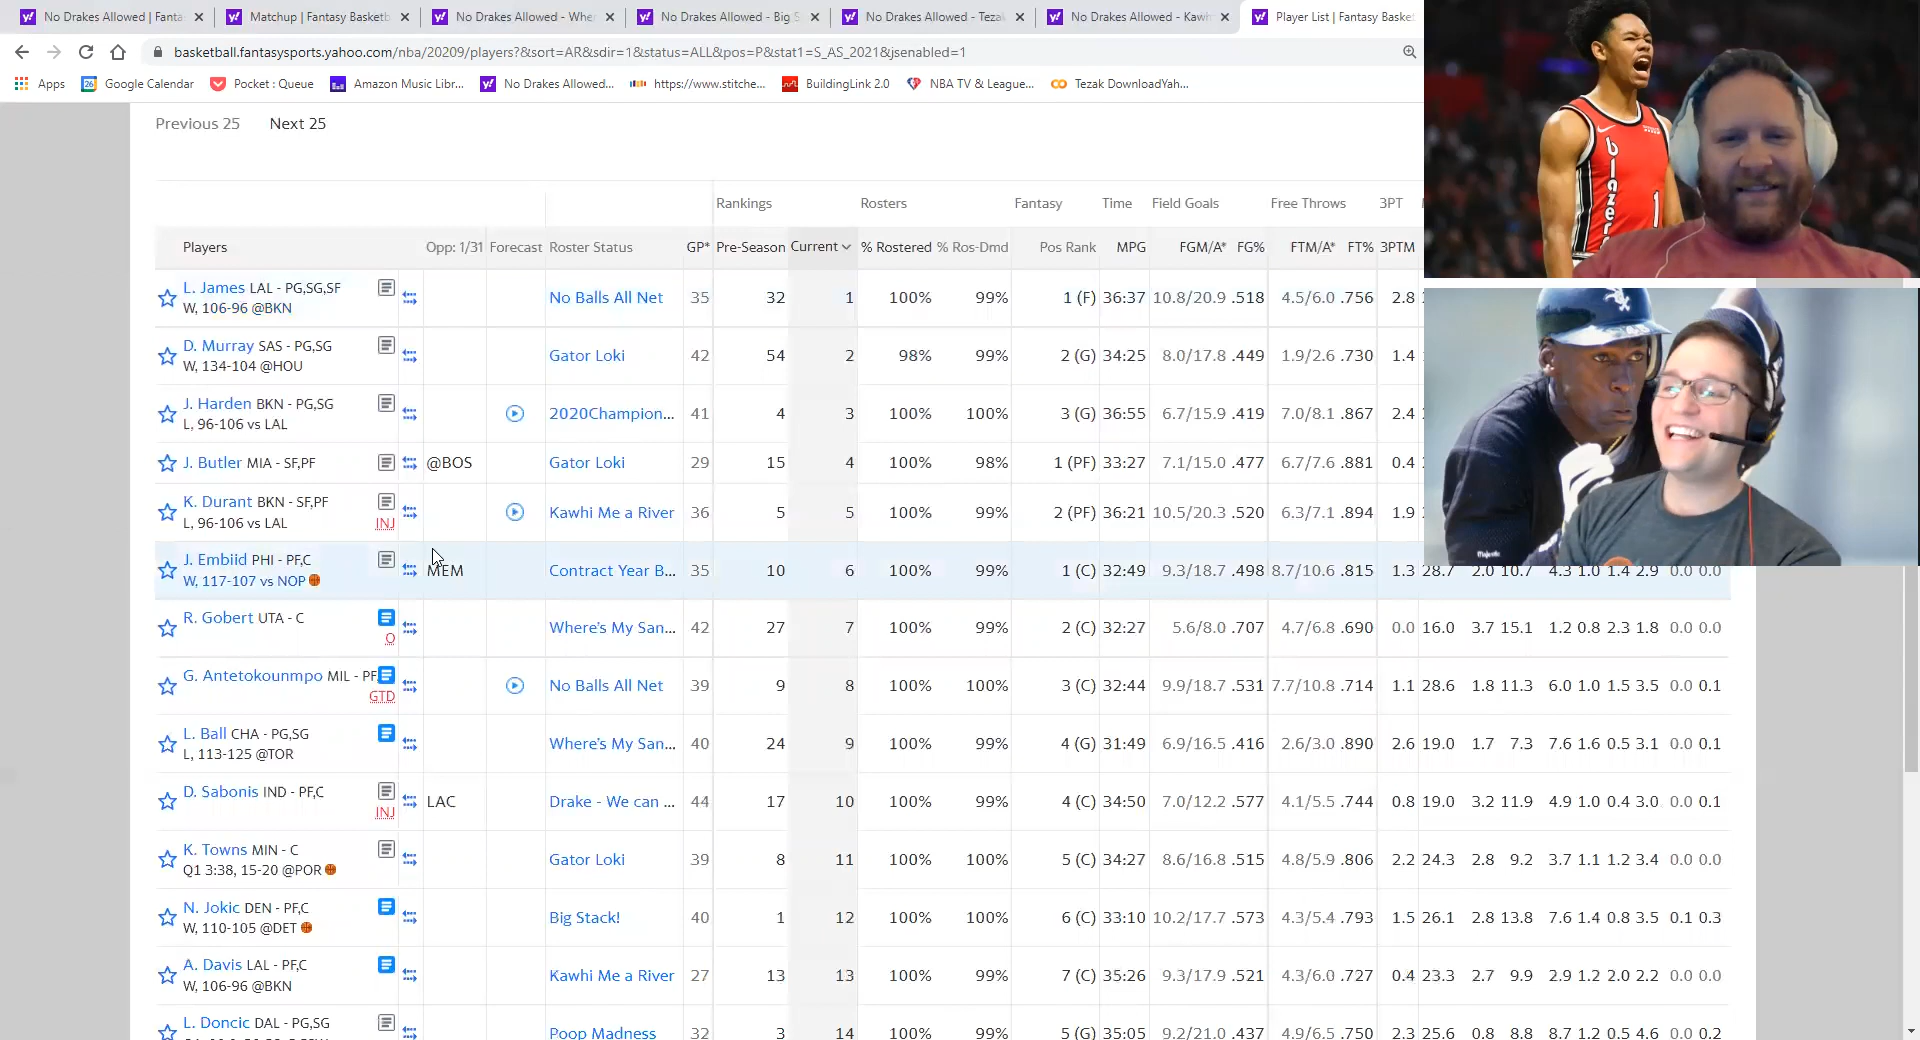 No Drakes Allowed | Fanta
Matchup | Fantasy Basketb
No Drakes Allowed - Wher
No Drakes Allowed - Big S
No Drakes Allowed - Teza
No Drakes Allowed - Kawh
Player List | Fantasy Basket
basketball.fantasysports.yahoo.com/nba/20209/players?&sort=AR&sdir=1&status=ALL&pos=P&stat1=S_AS_2021&jsenabled=1
Apps Google Calendar Pocket : Queue Amazon Music Libr... No Drakes Allowed... https://www.stitche... BuildingLink 2.0 NBA TV & League... Tezak DownloadYah...
Previous 25 Next 25
Rankings Rosters Fantasy Time Field Goals Free Throws 3PT
Players Opp: 1/31 Forecast Roster Status GP* Pre-Season Current % Rostered % Ros-Dmd Pos Rank MPG FGM/A* FG% FTM/A* FT% 3PTM
L. James LAL - PG,SG,SF No Balls All Net 35 32 1 100% 99% 1 (F) 36:37 10.8/20.9 .518 4.5/6.0 .756 2.8
W, 106-96 @BKN
D. Murray SAS - PG,SG Gator Loki 42 54 2 98% 99% 2 (G) 34:25 8.0/17.8 .449 1.9/2.6 .730 1.4
W, 134-104 @HOU
J. Harden BKN - PG,SG 2020Champion... 41 4 3 100% 100% 3 (G) 36:55 6.7/15.9 .419 7.0/8.1 .867 2.4
L, 96-106 vs LAL
J. Butler MIA - SF,PF @BOS Gator Loki 29 15 4 100% 98% 1 (PF) 33:27 7.1/15.0 .477 6.7/7.6 .881 0.4
K. Durant BKN - SF,PF Kawhi Me a River 36 5 5 100% 99% 2 (PF) 36:21 10.5/20.3 .520 6.3/7.1 .894 1.9
L, 96-106 vs LAL INJ
J. Embiid PHI - PF,C MEM Contract Year B... 35 10 6 100% 99% 1 (C) 32:49 9.3/18.7 .498 8.7/10.6 .815 1.3 28.7 2.0 10.7 4.3 1.0 1.4 2.9 0.0 0.0
W, 117-107 vs NOP
R. Gobert UTA - C Where's My San... 42 27 7 100% 99% 2 (C) 32:27 5.6/8.0 .707 4.7/6.8 .690 0.0 16.0 3.7 15.1 1.2 0.8 2.3 1.8 0.0 0.0
O
G. Antetokounmpo MIL - PF, No Balls All Net 39 9 8 100% 100% 3 (C) 32:44 9.9/18.7 .531 7.7/10.8 .714 1.1 28.6 1.8 11.3 6.0 1.0 1.5 3.5 0.0 0.1
GTD
L. Ball CHA - PG,SG Where's My San... 40 24 9 100% 99% 4 (G) 31:49 6.9/16.5 .416 2.6/3.0 .890 2.6 19.0 1.7 7.3 7.6 1.6 0.5 3.1 0.0 0.1
L, 113-125 @TOR
D. Sabonis IND - PF,C LAC Drake - We can ... 44 17 10 100% 99% 4 (C) 34:50 7.0/12.2 .577 4.1/5.5 .744 0.8 19.0 3.2 11.9 4.9 1.0 0.4 3.0 0.0 0.1
INJ
K. Towns MIN - C Gator Loki 39 8 11 100% 100% 5 (C) 34:27 8.6/16.8 .515 4.8/5.9 .806 2.2 24.3 2.8 9.2 3.7 1.1 1.2 3.4 0.0 0.0
Q1 3:38, 15-20 @POR
N. Jokic DEN - PF,C Big Stack! 40 1 12 100% 100% 6 (C) 33:10 10.2/17.7 .573 4.3/5.4 .793 1.5 26.1 2.8 13.8 7.6 1.4 0.8 3.5 0.1 0.3
W, 110-105 @DET
A. Davis LAL - PF,C Kawhi Me a River 27 13 13 100% 99% 7 (C) 35:26 9.3/17.9 .521 4.3/6.0 .727 0.4 23.3 2.7 9.9 2.9 1.2 2.0 2.2 0.0 0.0
W, 106-96 @BKN
L. Doncic DAL - PG,SG Poop Madness 32 3 14 100% 99% 5 (G) 35:05 9.2/21.0 .437 4.9/6.5 .750 2.3 25.6 0.8 8.8 8.7 1.2 0.5 4.6 0.0 0.2
blazers
1
Majestic